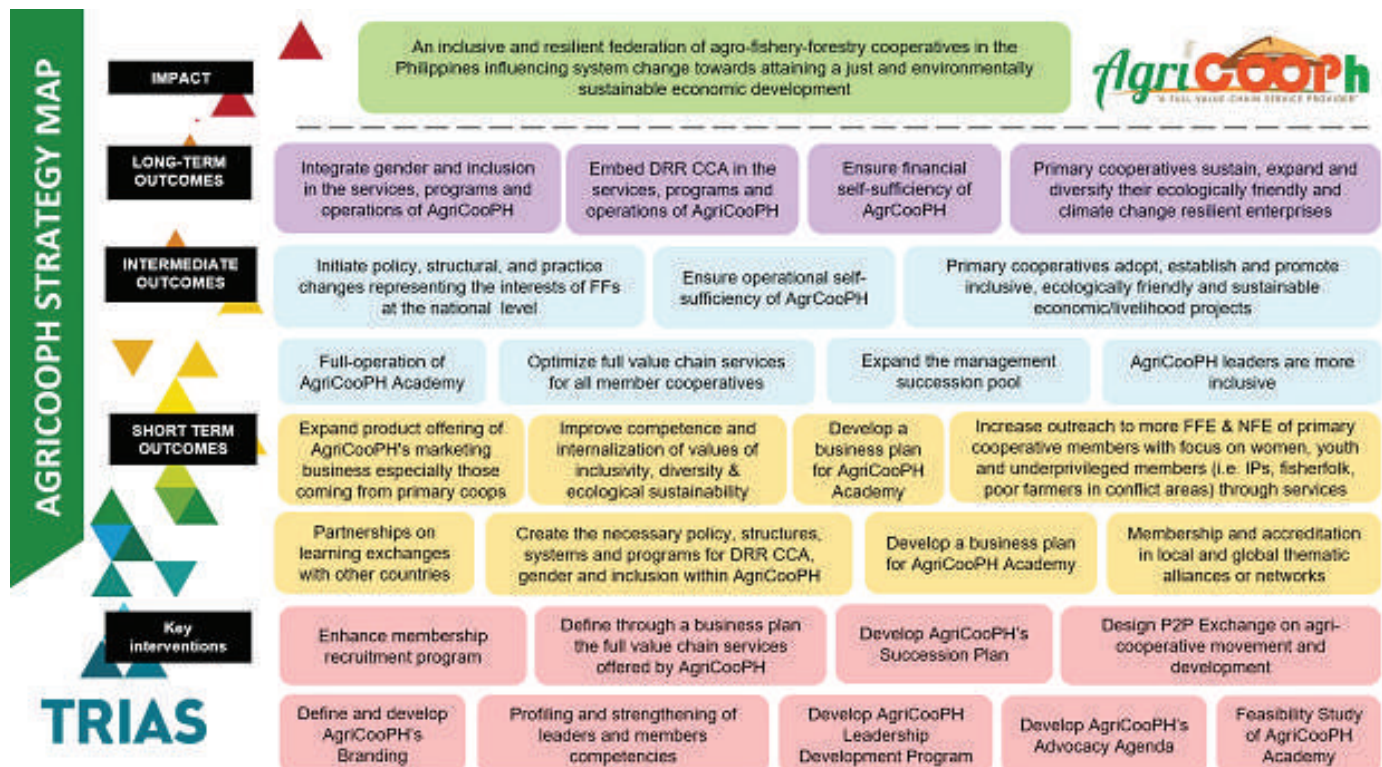 AGRICOOPH STRATEGY MAP
IMPACT
An inclusive and resilient federation of agro-fishery-forestry cooperatives in the
Philippines influencing system change towards attaining a just and environmentally
sustainable economic development
AgriCOOPh
"A FULL VALUE-CHAIN SERVICE PROVIDER"
LONG-TERM
OUTCOMES
Integrate gender and inclusion
in the services, programs and
operations of AgriCooPH
Embed DRR CCA in the
services, programs and
operations of AgriCooPH
Ensure financial
self-sufficiency of
AgrCooPH
Primary cooperatives sustain, expand and
diversify their ecologically friendly and
climate change resilient enterprises
INTERMEDIATE
OUTCOMES
Initiate policy, structural, and practice
changes representing the interests of FFs
at the national level
Ensure operational self-
sufficiency of AgrCooPH
Primary cooperatives adopt, establish and promote
inclusive, ecologically friendly and sustainable
economic/livelihood projects
Full-operation of
AgriCooPH Academy
Optimize full value chain services
for all member cooperatives
Expand the management
succession pool
AgriCooPH leaders are more
inclusive
SHORT TERM
OUTCOMES
Expand product offering of
AgriCooPH's marketing
business especially those
coming from primary coops
Improve competence and
internalization of values of
inclusivity, diversity &
ecological sustainability
Develop a
business plan
for AgriCooPH
Academy
Increase outreach to more FFE & NFE of primary
cooperative members with focus on women, youth
and underprivileged members (i.e. IPs, fisherfolk,
poor farmers in conflict areas) through services
Partnerships on
learning exchanges
with other countries
Create the necessary policy, structures,
systems and programs for DRR CCA,
gender and inclusion within AgriCooPH
Develop a business plan
for AgriCooPH Academy
Membership and accreditation
in local and global thematic
alliances or networks
Key
interventions
Enhance membership
recruitment program
Define through a business plan
the full value chain services
offered by AgriCooPH
Develop AgriCooPH's
Succession Plan
Design P2P Exchange on agri-
cooperative movement and
development
TRIAS
Define and develop
AgriCooPH's
Branding
Profiling and strengthening of
leaders and members
competencies
Develop AgriCooPH
Leadership
Development Program
Develop AgriCooPH's
Advocacy Agenda
Feasibility Study
of AgriCooPH
Academy